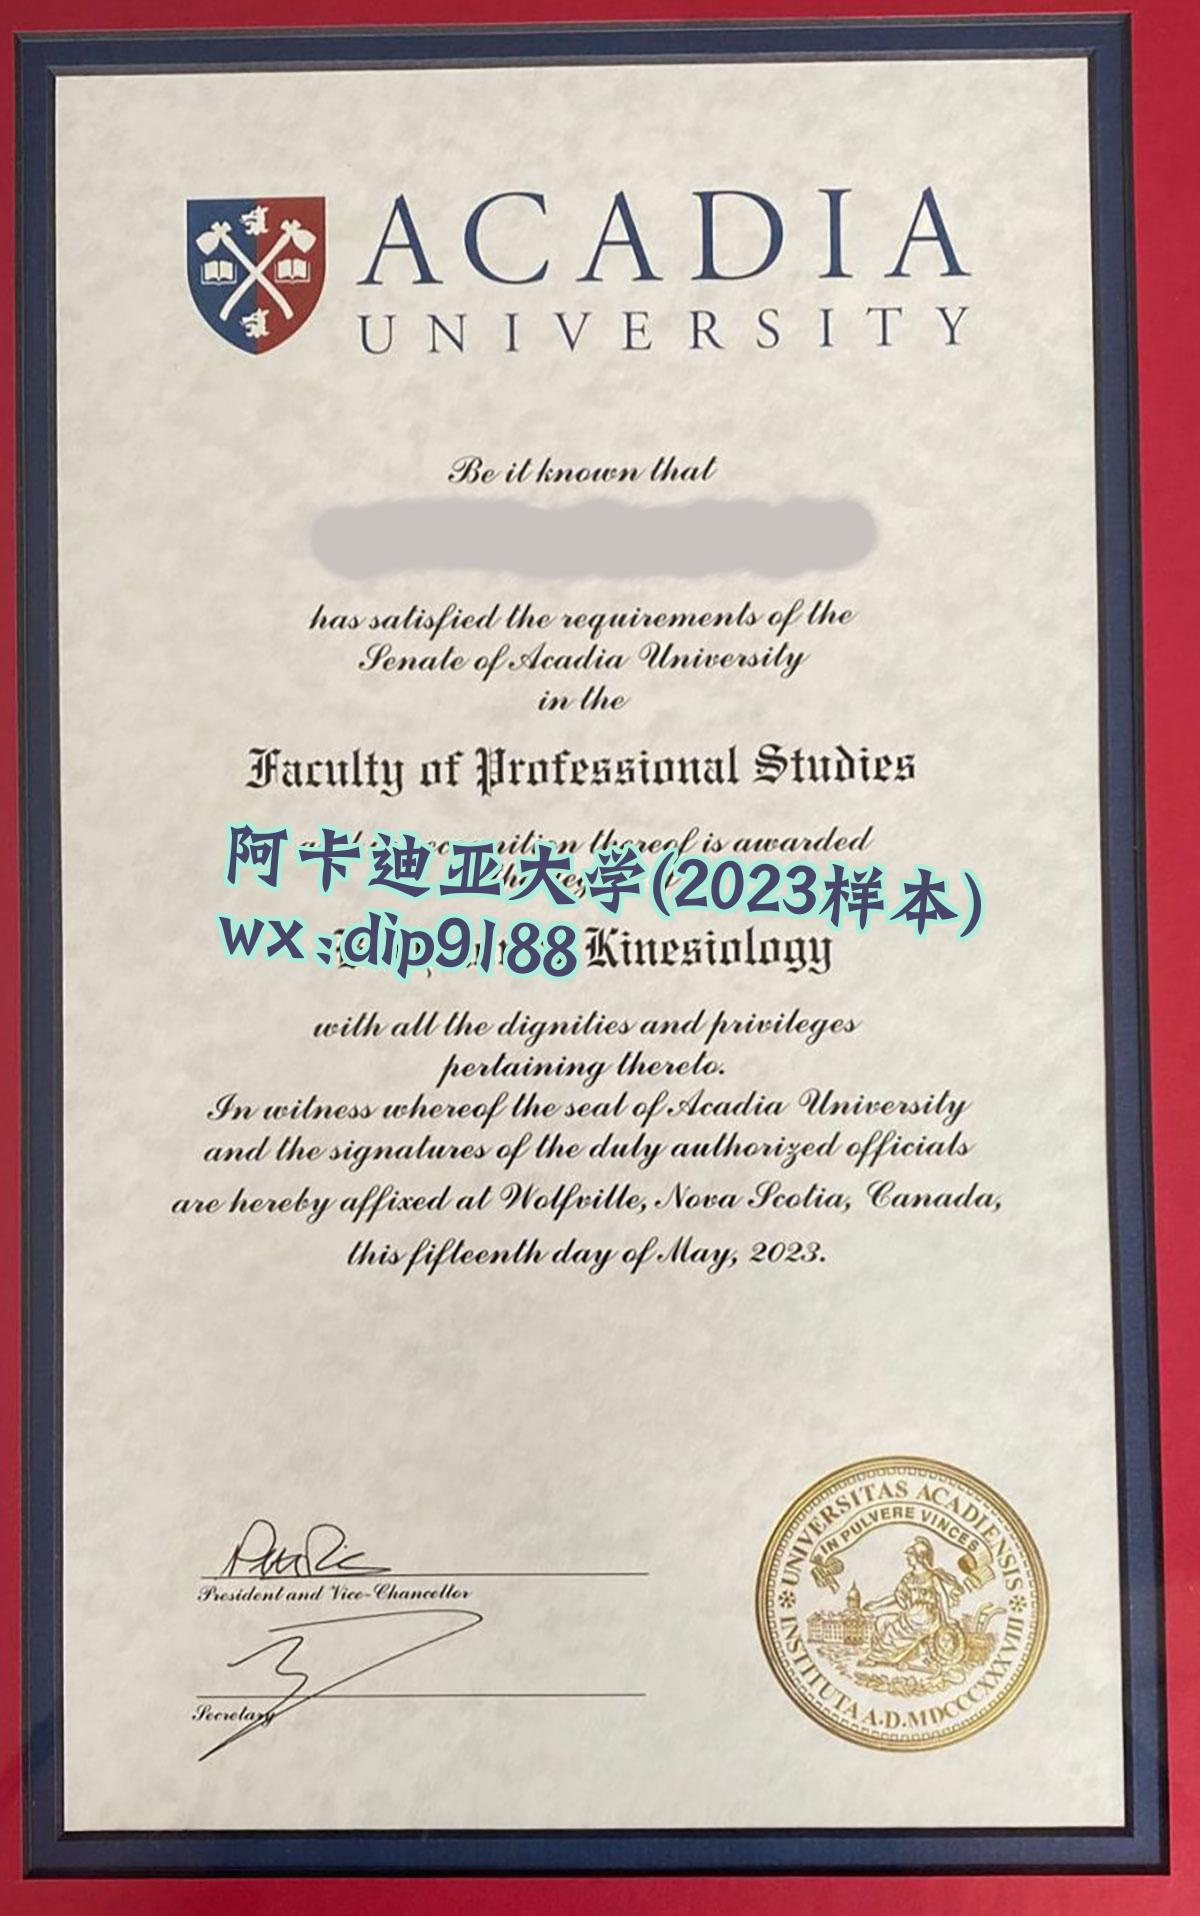 ACADIA
UNIVERSITY
Be it known that
has satisfied the requirements of the
Senate of Acadia University
in the
Faculty of Professional Studies
thereof is awarded
阿卡迪亚大学(2023样本)
wx:dip9188
Kinesiology
with all the dignities and privileges
pertaining thereto.
In witness whereof the seal of Acadia University
and the signatures of the duly authorized officials
are hereby affixed at Wolfville, Nova Scotia, Canada,
this fifteenth day of May, 2023.
President and Vice-Chancellor
Secretary
UNIVERSITAS ACADIENSIS
IN PULVERE VINCES
INSTITUTA A.D. MDCCCXXXVIII